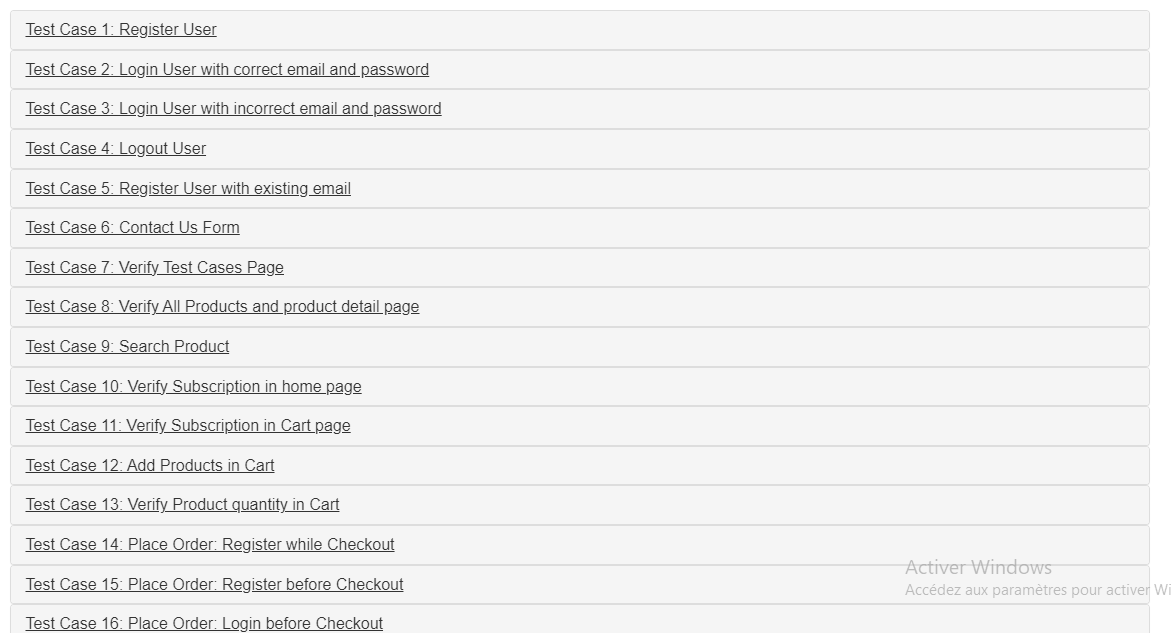 Test Case 1: Register User
Test Case 2: Login User with correct email and password
Test Case 3: Login User with incorrect email and password
Test Case 4: Logout User
Test Case 5: Register User with existing email
Test Case 6: Contact Us Form
Test Case 7: Verify Test Cases Page
Test Case 8: Verify All Products and product detail page
Test Case 9: Search Product
Test Case 10: Verify Subscription in home page
Test Case 11: Verify Subscription in Cart page
Test Case 12: Add Products in Cart
Test Case 13: Verify Product quantity in Cart
Test Case 14: Place Order: Register while Checkout
Activer Windows
Test Case 15: Place Order: Register before Checkout
Accédez aux paramètres pour activer Wi
Test Case 16: Place Order: Login before Checkout